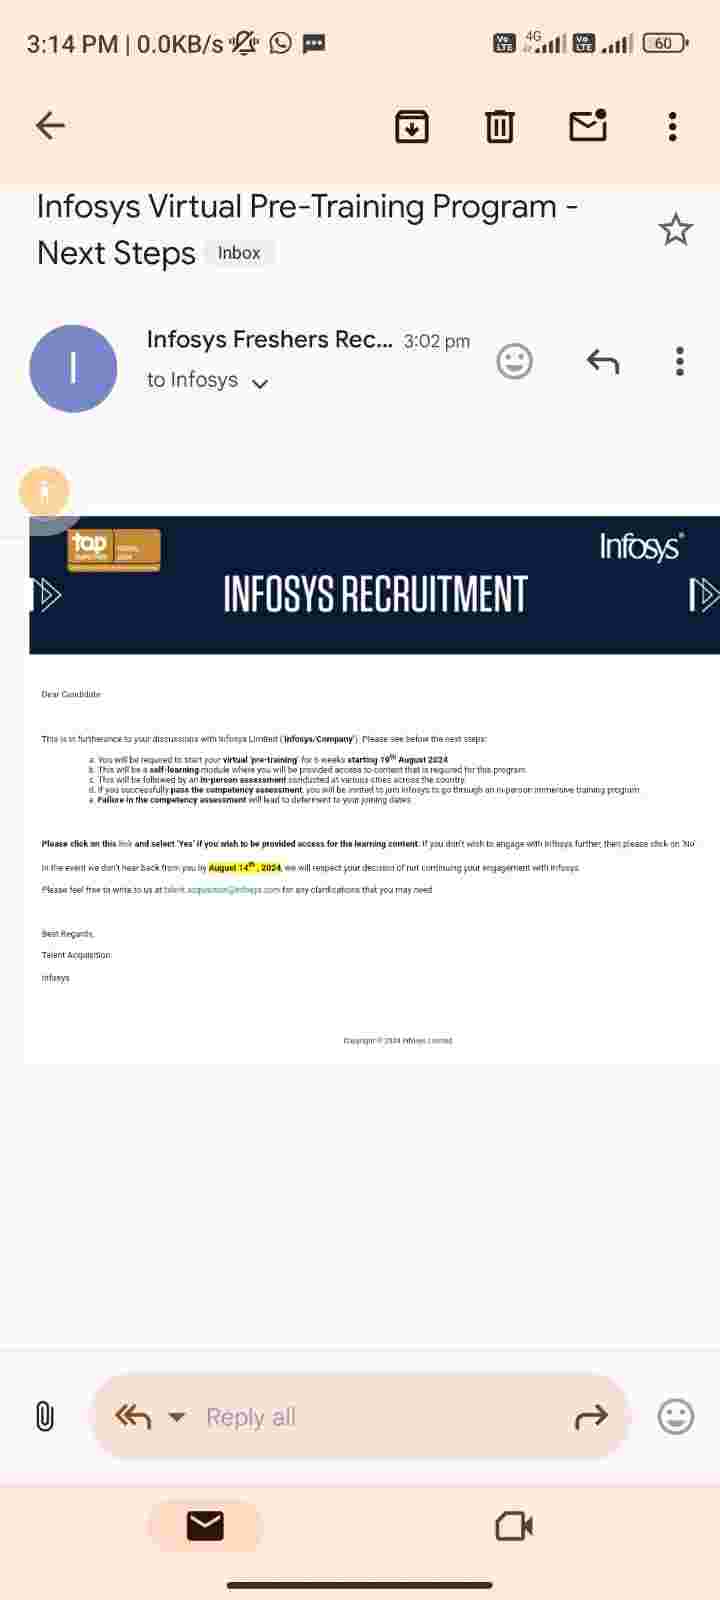 3:14 PM | 0.0KB/s
Vo LTE 4G Vo LTE 60
Infosys Virtual Pre-Training Program -
Next Steps Inbox
I
Infosys Freshers Rec... 3:02 pm
to Infosys
top
Infosys
INFOSYS RECRUITMENT
Dear Candidate
This is in furtherance to your discussions with Infosys Limited ('Infosys/Company'). Please see below the next steps:
a. You will be required to start your virtual 'pre-training' for 6 weeks starting 19th August 2024
b. This will be a self-learning module where you will be provided access to content that is required for this program.
c. This will be followed by an in-person assessment conducted at various cities across the country.
d. If you successfully pass the competency assessment, you will be invited to join Infosys to go through an in-person immersive training program.
e. Failure in the competency assessment will lead to deferment to your joining dates.
Please click on this link and select 'Yes' if you wish to be provided access for the learning content. If you don't wish to engage with Infosys further, then please click on 'No'.
In the event we don't hear back from you by August 14th, 2024, we will respect your decision of not continuing your engagement with Infosys.
Please feel free to write to us at talent.acquisition@infosys.com for any clarifications that you may need
Best Regards,
Talent Acquisition
Infosys
Copyright © 2024 Infosys Limited
Reply all